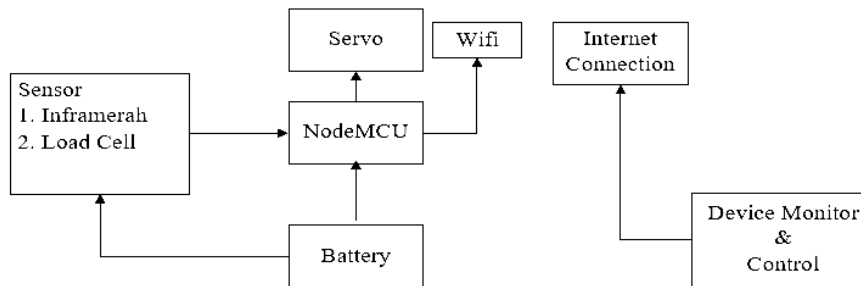 Servo
Wifi
Internet
Connection
Sensor
1. Inframerah
2. Load Cell
NodeMCU
Battery
Device Monitor
&
Control